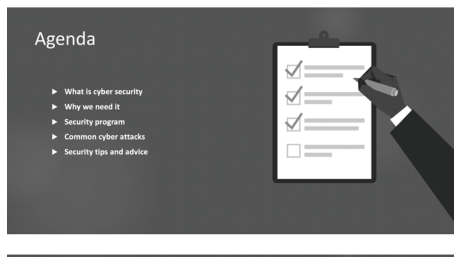 Agenda
What is cyber security
Why we need it
Security program
Common cyber attacks
Security tips and advice